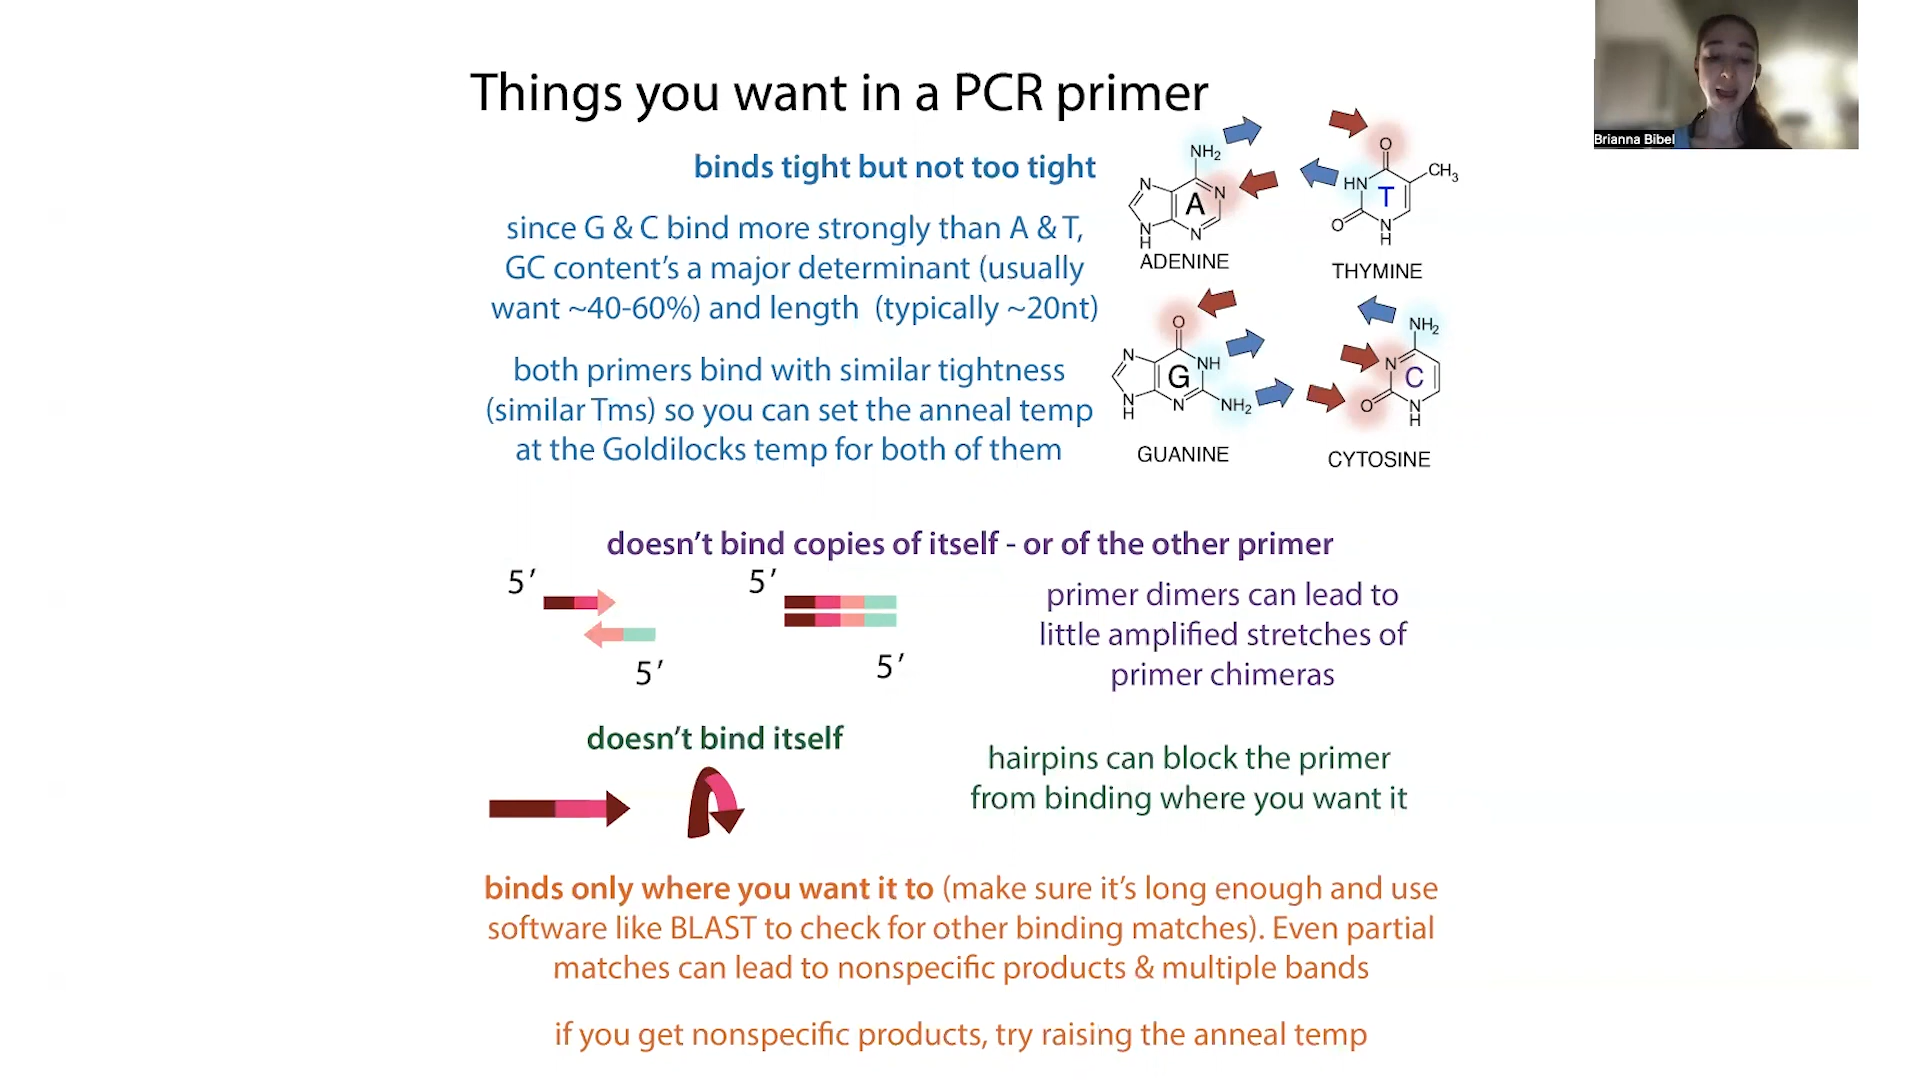 Things you want in a PCR primer
Brianna Bibel
binds tight but not too tight
since G & C bind more strongly than A & T,
GC content’s a major determinant (usually
want ~40-60%) and length (typically ~20nt)
both primers bind with similar tightness
(similar Tms) so you can set the anneal temp
at the Goldilocks temp for both of them
NH₂
N
N
A
N
N
H
ADENINE
O
HN
CH₃
T
O
N
H
THYMINE
O
N
NH
G
N
H
N
NH₂
GUANINE
NH₂
N
C
O
N
H
CYTOSINE
doesn’t bind copies of itself - or of the other primer
5′
5′
5′
5′
primer dimers can lead to
little amplified stretches of
primer chimeras
doesn’t bind itself
hairpins can block the primer
from binding where you want it
binds only where you want it to (make sure it’s long enough and use
software like BLAST to check for other binding matches). Even partial
matches can lead to nonspecific products & multiple bands
if you get nonspecific products, try raising the anneal temp